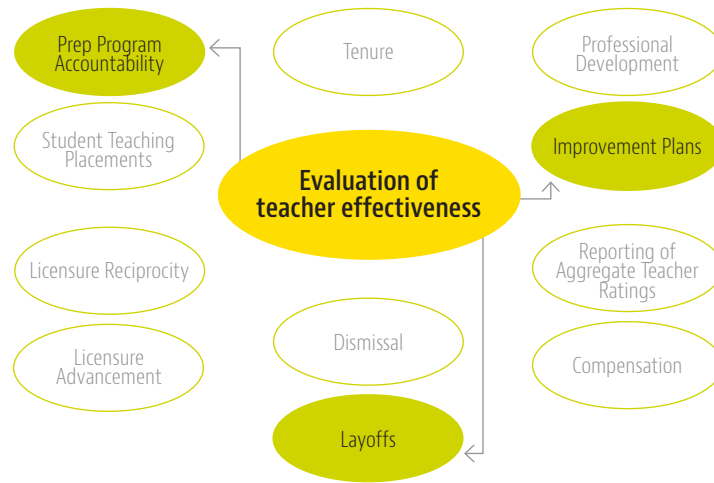 Prep Program
Accountability
Tenure
Professional
Development
Student Teaching
Placements
Improvement Plans
Evaluation of
teacher effectiveness
Licensure Reciprocity
Reporting of
Aggregate Teacher
Ratings
Dismissal
Licensure
Advancement
Compensation
Layoffs